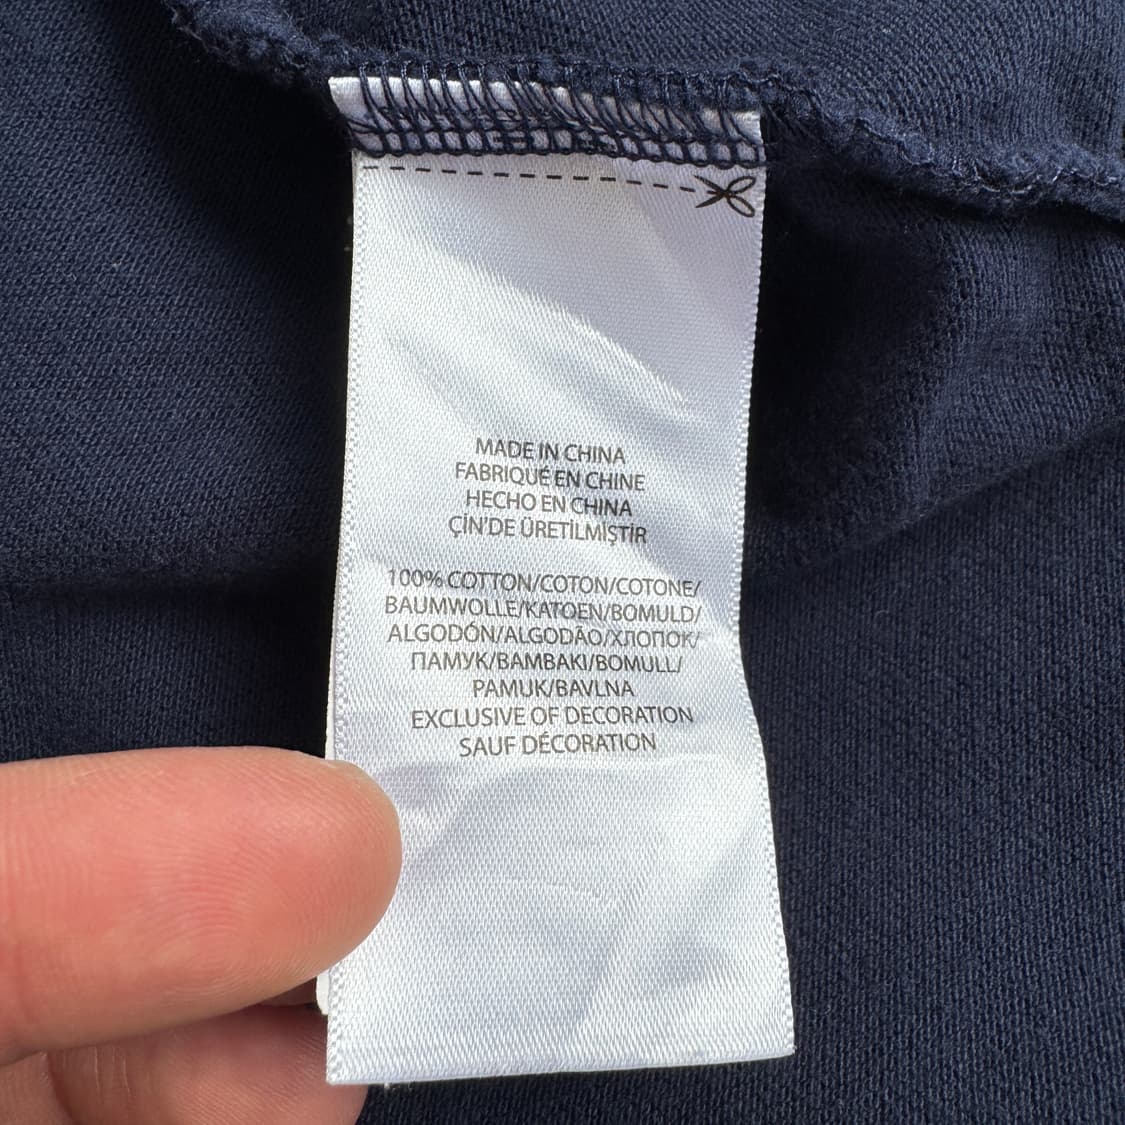 MADE IN CHINA
FABRIQUÉ EN CHINE
HECHO EN CHINA
ÇİN'DE ÜRETİLMİŞTİR
100% COTTON/COTON/COTONE/
BAUMWOLLE/KATOEN/BOMULD/
ALGODÓN/ALGODÃO/ХЛОПОК/
ПАМУК/BAMBAKI/BOMULL/
PAMUK/BAVLNA
EXCLUSIVE OF DECORATION
SAUF DÉCORATION